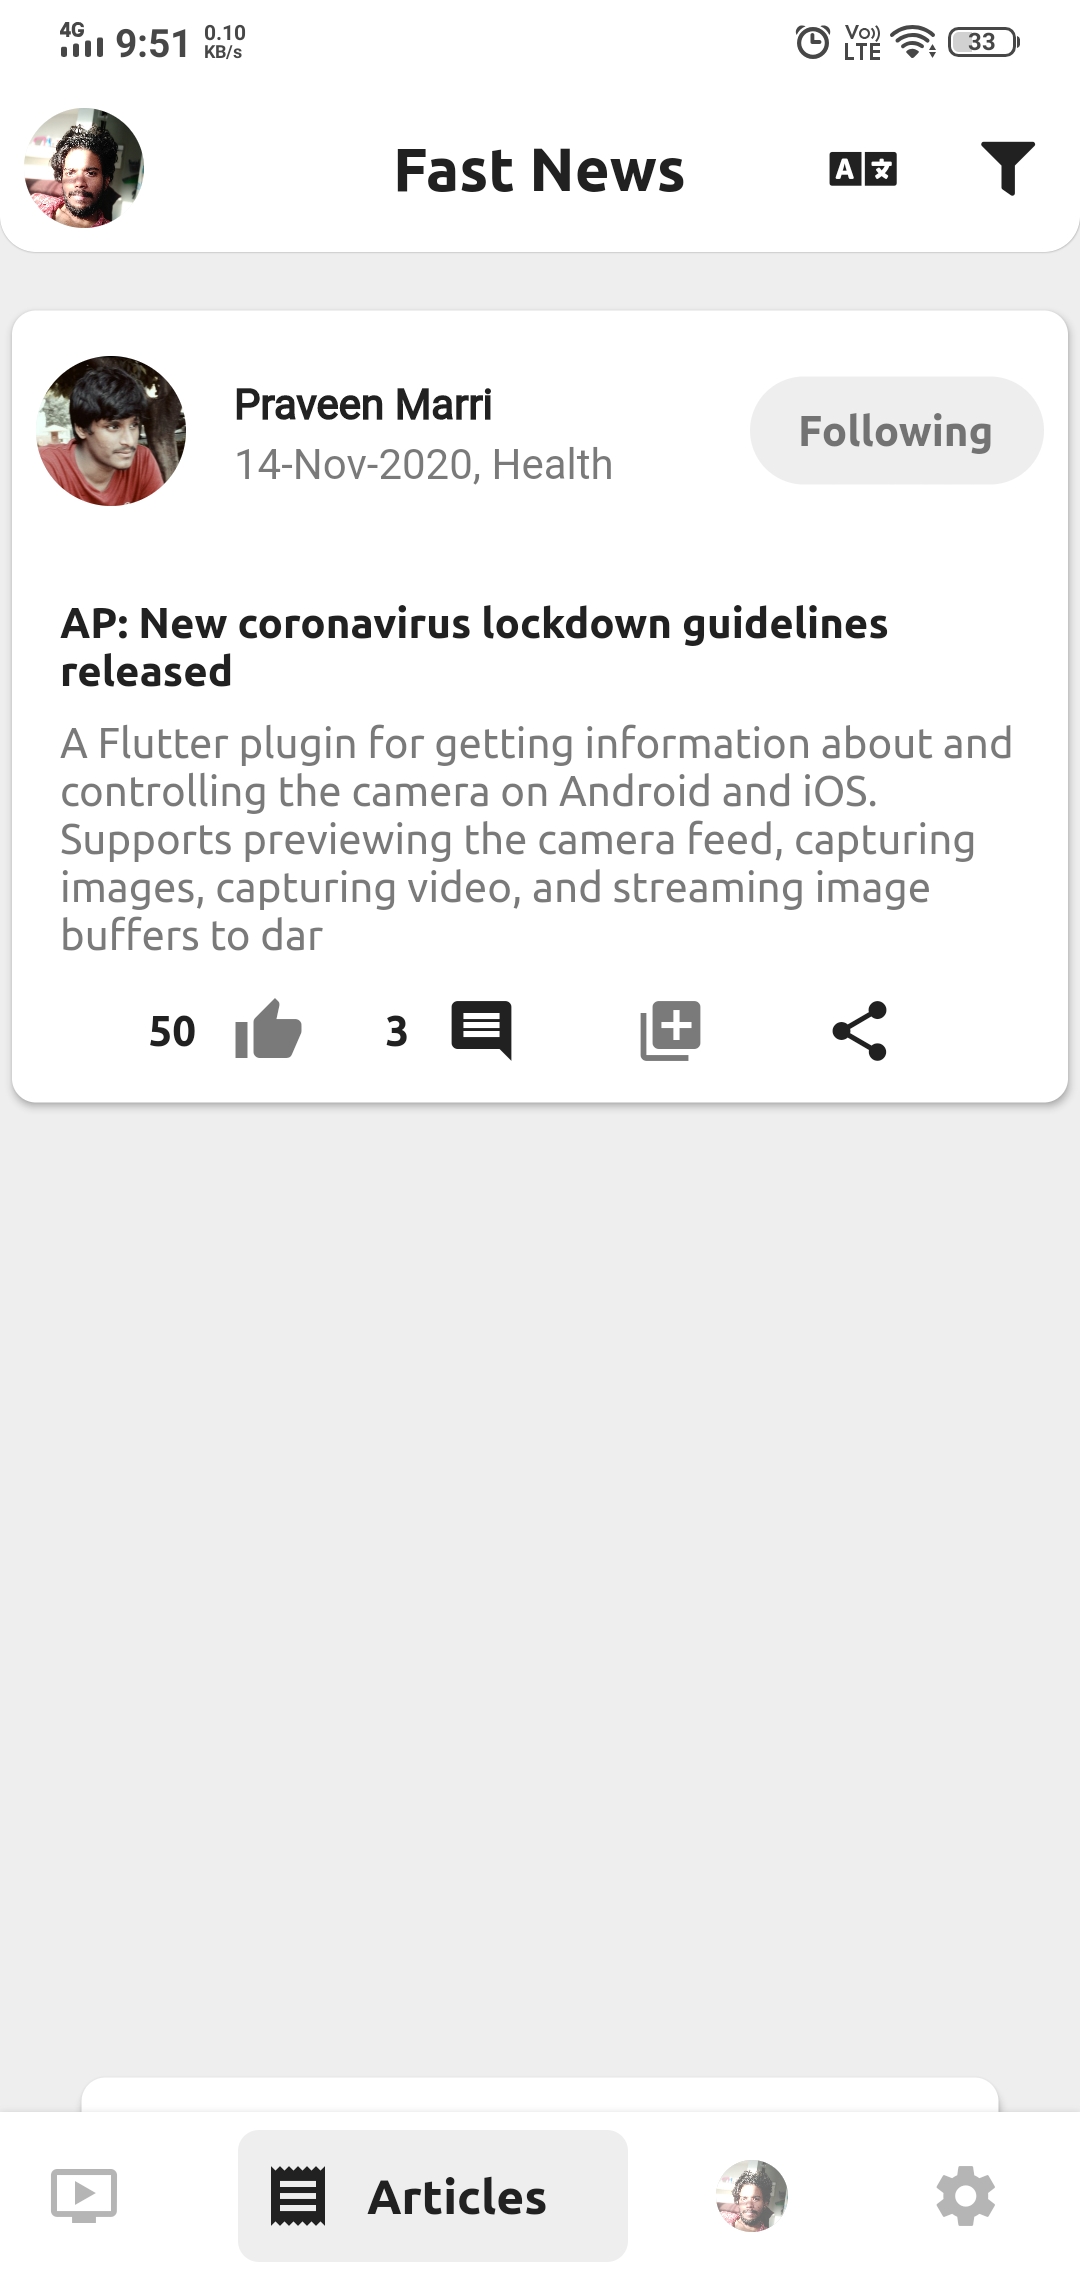 4G 9:51 0.10 KB/s Vo)) LTE 33
Fast News
Praveen Marri
14-Nov-2020, Health
Following
AP: New coronavirus lockdown guidelines
released
A Flutter plugin for getting information about and
controlling the camera on Android and iOS.
Supports previewing the camera feed, capturing
images, capturing video, and streaming image
buffers to dar
50 3
Articles